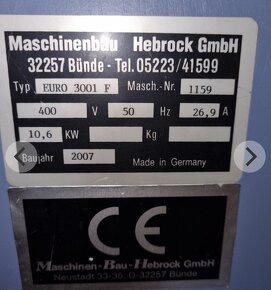 Maschinenbau Hebrock GmbH
32257 Bünde - Tel. 05223/41599
Typ EURO 3001 F Masch.-Nr. 1159
400 V 50 Hz 26,9 A
10,6 KW Kg
Baujahr 2007 Made in Germany
CE
Maschinen-Bau-Hebrock GmbH
Neustadt 33-35, D-32257 Bünde